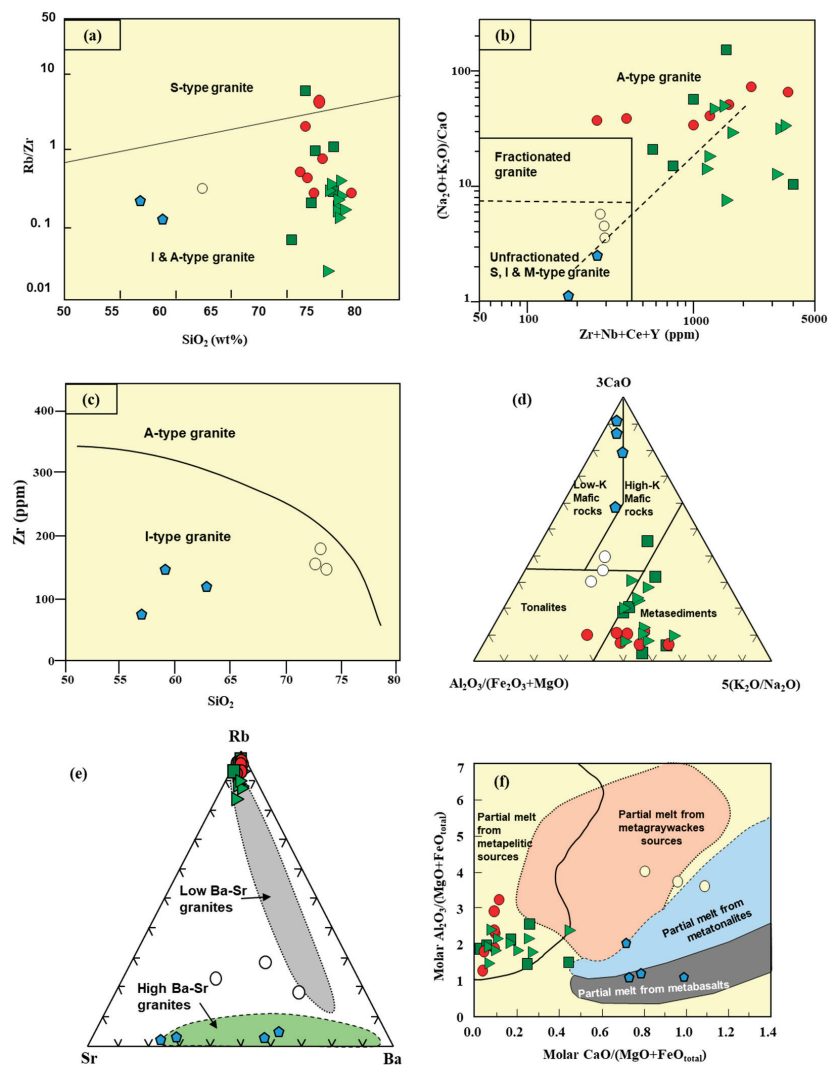 (a)
50
10
1
0.1
0.01
Rb/Zr
S-type granite
I & A-type granite
50
60
65
70
75
80
SiO₂ (wt%)
(b)
100
10
1
(Na₂O+K₂O)/CaO
A-type granite
Fractionated
granite
Unfractionated
S, I & M-type granite
50
100
1000
5000
Zr+Nb+Ce+Y (ppm)
(c)
400
300
200
100
0
Zr (ppm)
A-type granite
I-type granite
50
55
60
65
70
75
80
SiO₂
(d)
3CaO
Low-K
Mafic
rocks
High-K
Mafic
rocks
Tonalites
Metasediments
Al₂O₃/(Fe₂O₃+MgO)
5(K₂O/Na₂O)
(e)
Rb
Low Ba-Sr
granites
High Ba-Sr
granites
Sr
Ba
(f)
7
6
5
4
3
2
1
0
Molar Al₂O₃/(MgO+FeOtotal)
Partial melt
from
metapelitic
sources
Partial melt from
metagraywackes
sources
Partial melt from
metatonalites
Partial melt from metabasalts
0.0
0.2
0.4
0.6
0.8
1.0
1.2
1.4
Molar CaO/(MgO+FeOtotal)